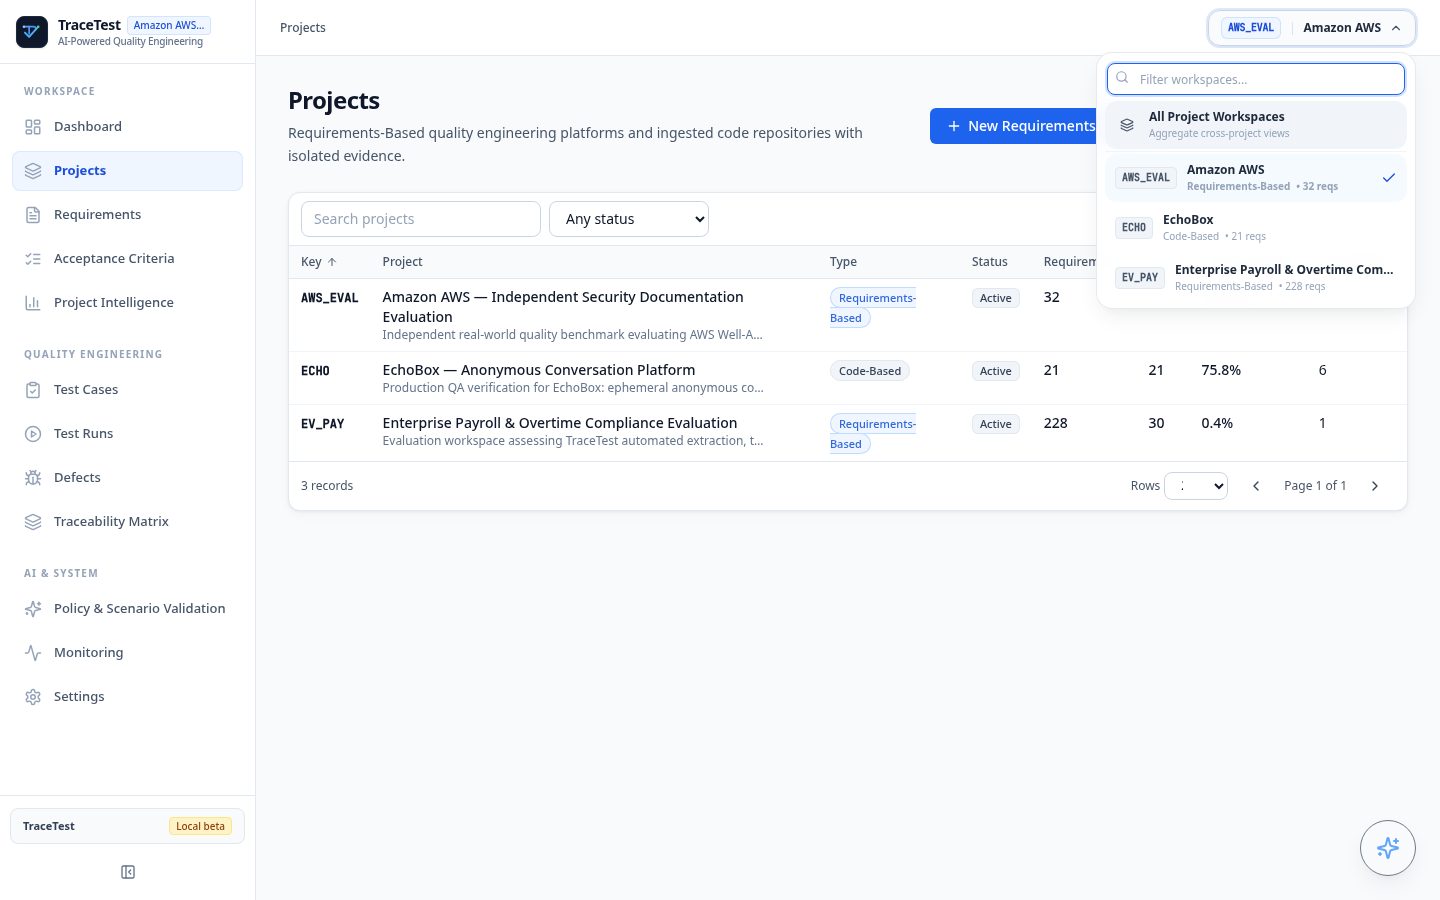 TraceTest
Amazon AWS...
AI-Powered Quality Engineering
WORKSPACE
Dashboard
Projects
Requirements
Acceptance Criteria
Project Intelligence
QUALITY ENGINEERING
Test Cases
Test Runs
Defects
Traceability Matrix
AI & SYSTEM
Policy & Scenario Validation
Monitoring
Settings
TraceTest
Local beta
Projects
AWS_EVAL
Amazon AWS
Filter workspaces...
All Project Workspaces
Aggregate cross-project views
AWS_EVAL
Amazon AWS
Requirements-Based • 32 reqs
ECHO
EchoBox
Code-Based • 21 reqs
EV_PAY
Enterprise Payroll & Overtime Com...
Requirements-Based • 228 reqs
Projects
Requirements-Based quality engineering platforms and ingested code repositories with
isolated evidence.
New Requirements
Search projects
Any status
Key Project Type Status
AWS_EVAL
Amazon AWS — Independent Security Documentation
Evaluation
Independent real-world quality benchmark evaluating AWS Well-A...
Requirements-
Based
Active
32
ECHO
EchoBox — Anonymous Conversation Platform
Production QA verification for EchoBox: ephemeral anonymous co...
Code-Based
Active
21 21 75.8% 6
EV_PAY
Enterprise Payroll & Overtime Compliance Evaluation
Evaluation workspace assessing TraceTest automated extraction, t...
Requirements-
Based
Active
228 30 0.4% 1
3 records
Rows
Page 1 of 1